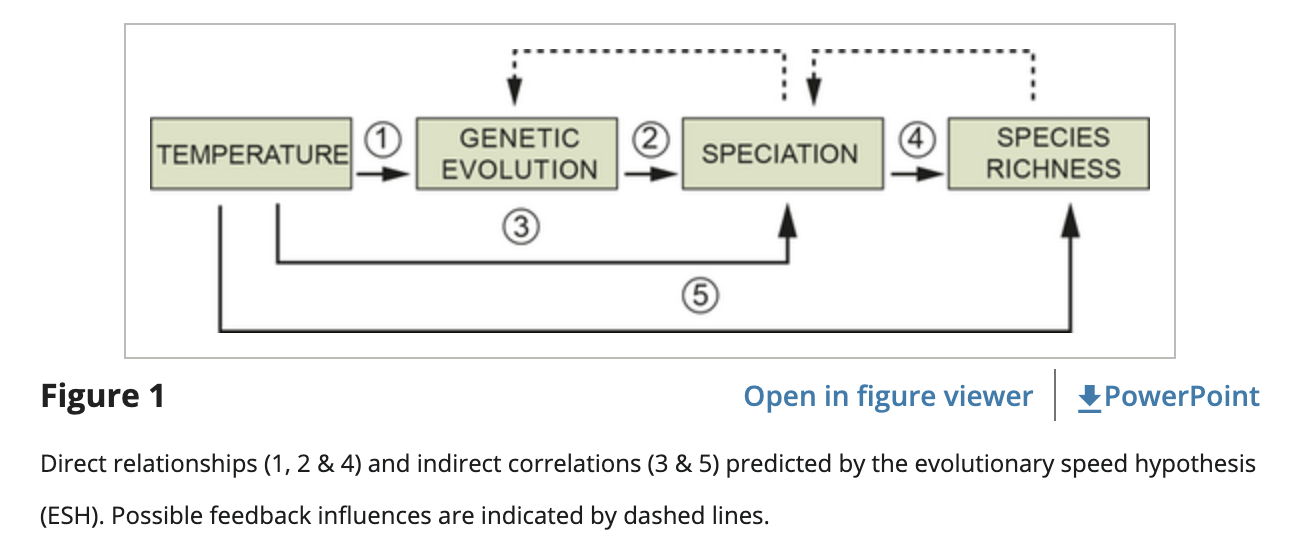 TEMPERATURE
①
GENETIC
EVOLUTION
②
SPECIATION
④
SPECIES
RICHNESS
③
⑤
Figure 1
Open in figure viewer
PowerPoint
Direct relationships (1, 2 & 4) and indirect correlations (3 & 5) predicted by the evolutionary speed hypothesis
(ESH). Possible feedback influences are indicated by dashed lines.